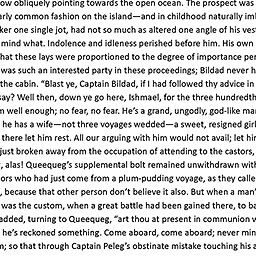 ow obliquely pointing towards the open ocean. The prospect was
arly common fashion on the island—and in childhood naturally imb
ker one single jot, had not so much as altered one angle of his vest
mind what. Indolence and idleness perished before him. His own
hat these lays were proportioned to the degree of importance per
was such an interested party in these proceedings; Bildad never h
the cabin. "Blast ye, Captain Bildad, if I had followed thy advice in
say? Well then, down ye go here, Ishmael, for the three hundredth
m well enough; no fear, no fear. He's a grand, ungodly, god-like ma
he has a wife—not three voyages wedded—a sweet, resigned girl
there let him rest. All our arguing with him would not avail; let hi
just broken away from the occupation of attending to the castors,
, alas! Queequeg's supplemental bolt remained unwithdrawn with
ors who had just come from a plum-pudding voyage, as they calle
, because that other person don't believe it also. But when a man'
was the custom, when a great battle had been gained there, to ba
added, turning to Queequeg, "art thou at present in communion w
he's reckoned something. Come aboard, come aboard; never min
m; so that through Captain Peleg's obstinate mistake touching his a